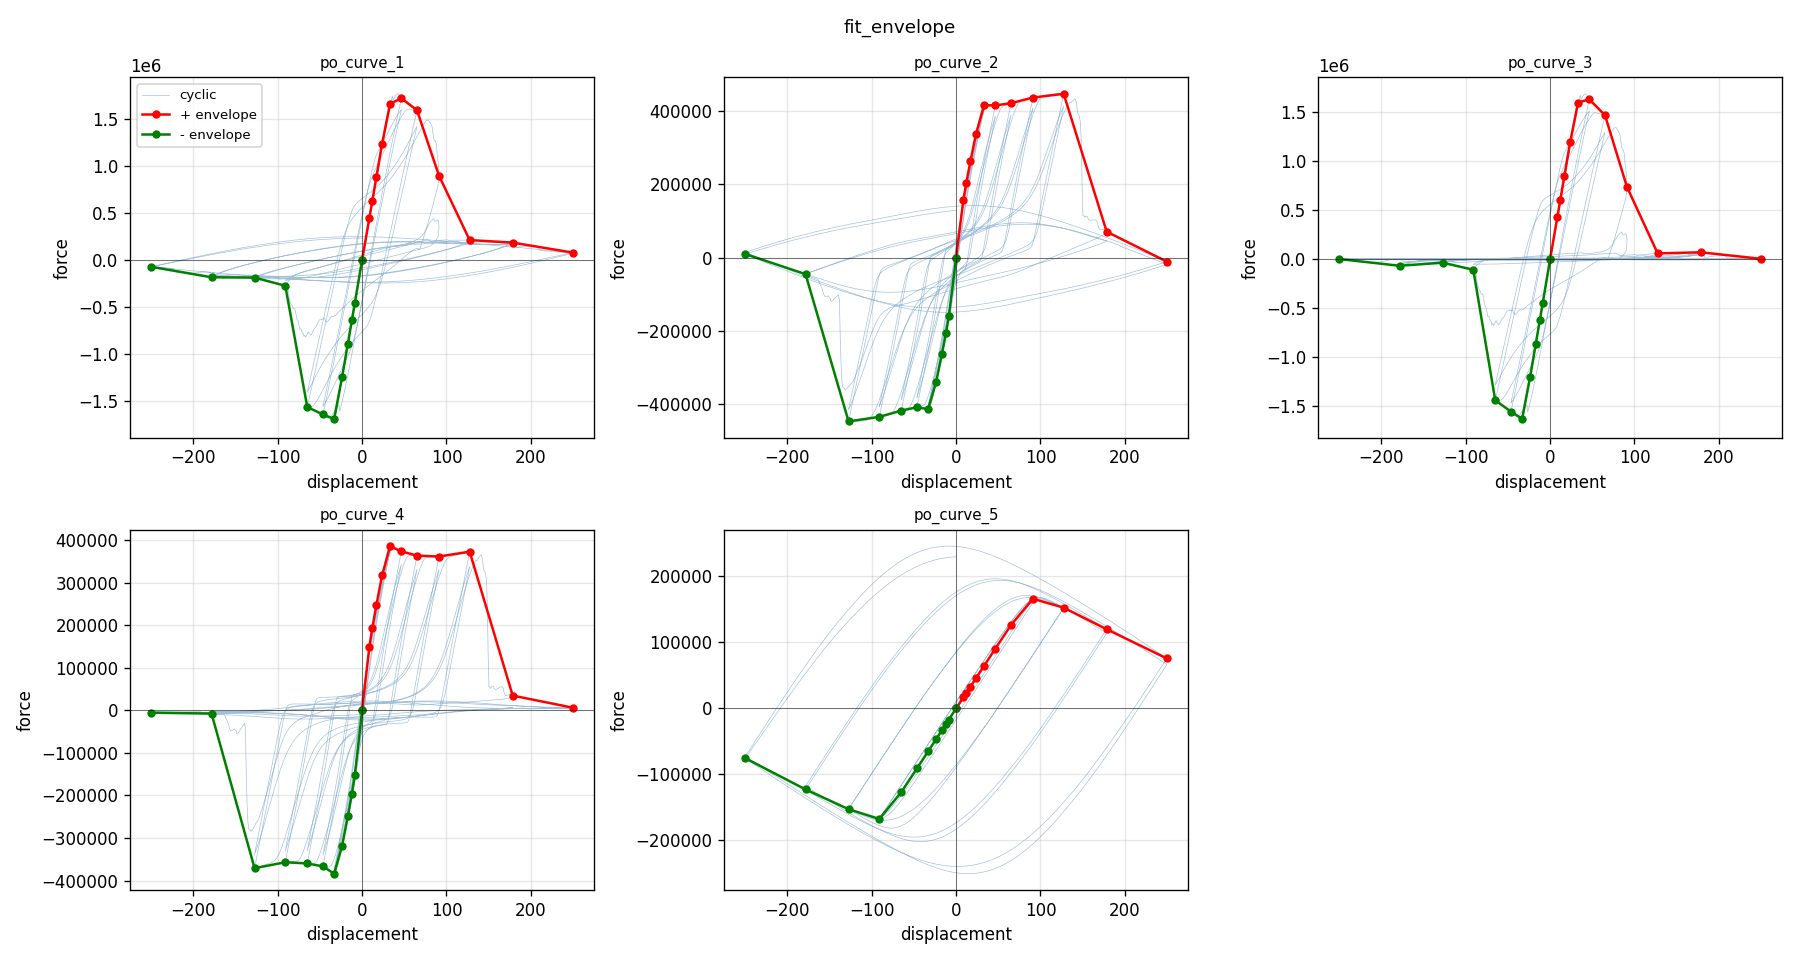 fit_envelope
po_curve_1
1e6
cyclic
+ envelope
- envelope
1.5
1.0
0.5
0.0
−0.5
−1.0
−1.5
force
−200
−100
0
100
200
displacement
po_curve_2
400000
200000
0
−200000
−400000
force
−200
−100
0
100
200
displacement
po_curve_3
1e6
1.5
1.0
0.5
0.0
−0.5
−1.0
−1.5
force
−200
−100
0
100
200
displacement
po_curve_4
400000
300000
200000
100000
0
−100000
−200000
−300000
−400000
force
−200
−100
0
100
200
displacement
po_curve_5
200000
100000
0
−100000
−200000
force
−200
−100
0
100
200
displacement